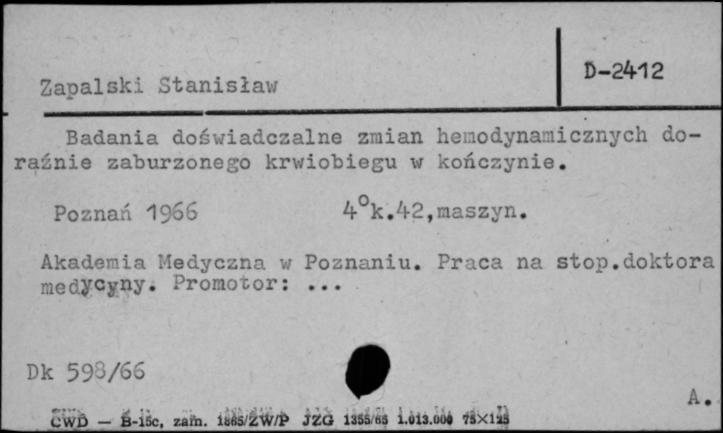 Zapalski Stanisław
D-2412
Badania doświadczalne zmian hemodynamicznych do-
raźnie zaburzonego krwiobiegu w kończynie.
Poznań 1966 4°k.42,maszyn.
Akademia Medyczna w Poznaniu. Praca na stop.doktora
medycyny. Promotor: ...
Dk 598/66
A.
CWD — B-15c, zam. 1865/ZW/P JZG 1355/65 1.013.000 75×125